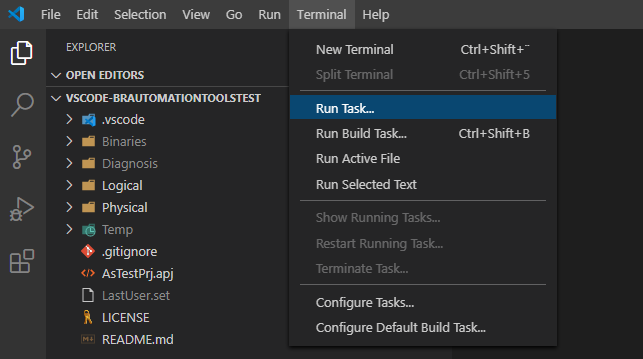 File Edit Selection View Go Run Terminal Help
EXPLORER
OPEN EDITORS
VSCODE-BRAUTOMATIONTOOLSTEST
.vscode
Binaries
Diagnosis
Logical
Physical
Temp
.gitignore
AsTestPrj.apj
LastUser.set
LICENSE
README.md
New Terminal Ctrl+Shift+¨
Split Terminal Ctrl+Shift+5
Run Task...
Run Build Task... Ctrl+Shift+B
Run Active File
Run Selected Text
Show Running Tasks...
Restart Running Task...
Terminate Task...
Configure Tasks...
Configure Default Build Task...